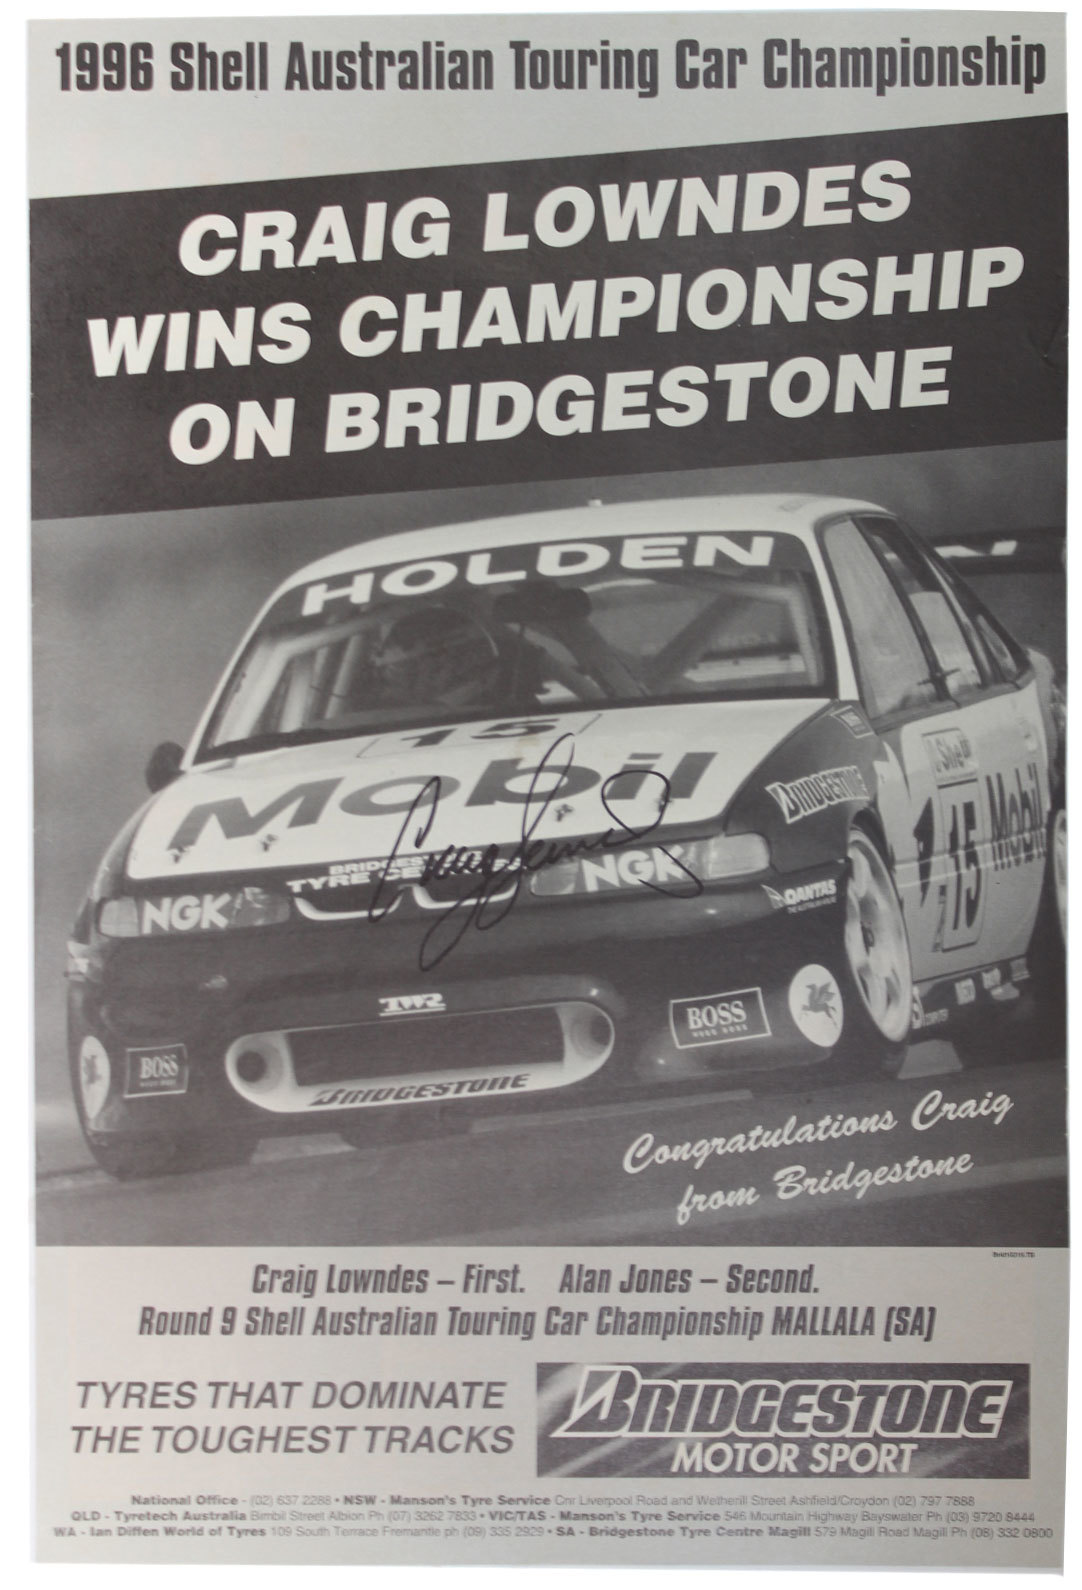 1996 Shell Australian Touring Car Championship
CRAIG LOWNDES
WINS CHAMPIONSHIP
ON BRIDGESTONE
HOLDEN
15
Mobil
BRIDGESTONE
Shell
BRIDGESTONE
TYRE
15 Mobil
NGK
NGK
QANTAS
TWR
BOSS
HUGO BOSS
BOSS
HUGO BOSS
BRIDGESTONE
Congratulations Craig
from Bridgestone
Craig Lowndes – First. Alan Jones – Second.
Round 9 Shell Australian Touring Car Championship MALLALA (SA)
TYRES THAT DOMINATE
THE TOUGHEST TRACKS
BRIDGESTONE
MOTOR SPORT
National Office - (02) 637 2288 • NSW - Manson's Tyre Service Cnr Liverpool Road and Wetherill Street Ashfield/Croydon (02) 797 7888
QLD - Tyretech Australia Bimbil Street Albion Ph (07) 3262 7833 • VIC/TAS - Manson's Tyre Service 546 Mountain Highway Bayswater Ph (03) 9720 8444
WA - Ian Diffen World of Tyres 109 South Terrace Fremantle ph (09) 335 2929 • SA - Bridgestone Tyre Centre Magill 579 Magill Road Magill Ph (08) 332 0800